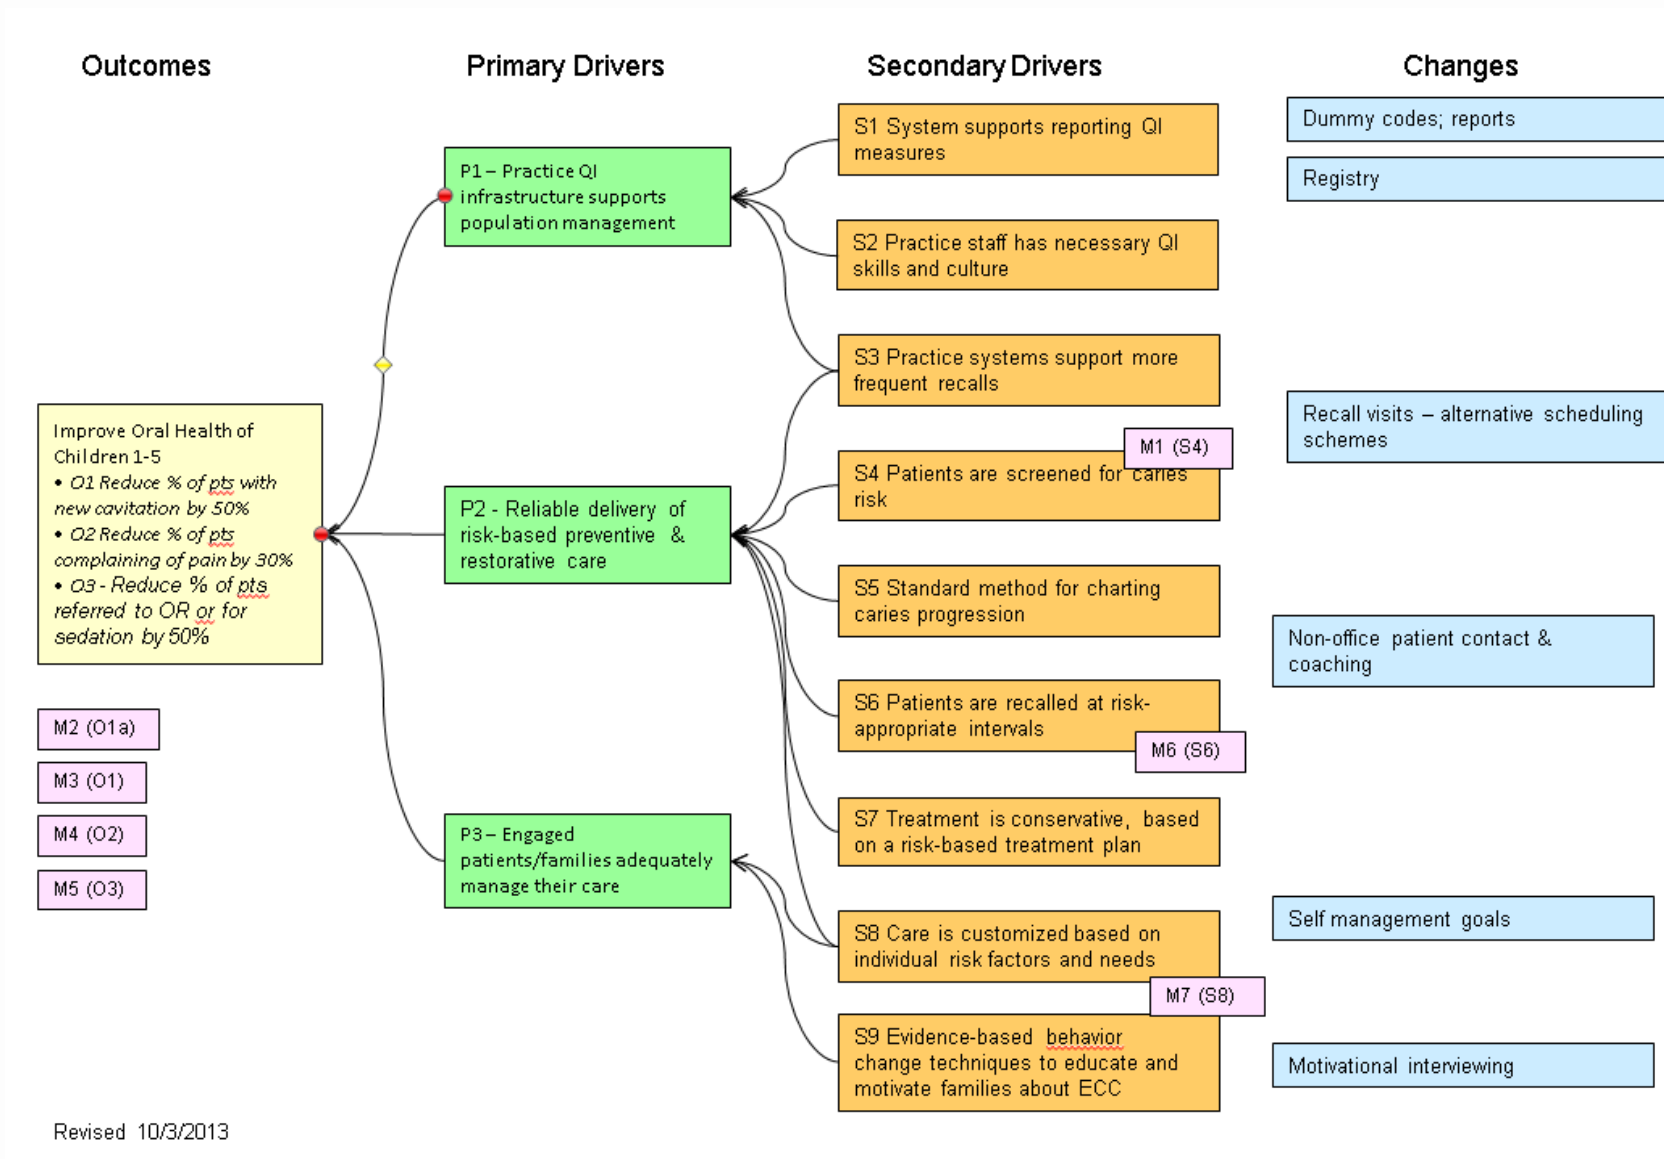 Outcomes
Primary Drivers
Secondary Drivers
Changes
Improve Oral Health of
Children 1-5
• O1 Reduce % of pts with
new cavitation by 50%
• O2 Reduce % of pts
complaining of pain by 30%
• O3 - Reduce % of pts
referred to OR or for
sedation by 50%
M2 (O1a)
M3 (O1)
M4 (O2)
M5 (O3)
P1 – Practice QI
infrastructure supports
population management
P2 - Reliable delivery of
risk-based preventive &
restorative care
P3 – Engaged
patients/families adequately
manage their care
S1 System supports reporting QI
measures
S2 Practice staff has necessary QI
skills and culture
S3 Practice systems support more
frequent recalls
M1 (S4)
S4 Patients are screened for caries
risk
S5 Standard method for charting
caries progression
S6 Patients are recalled at risk-
appropriate intervals
M6 (S6)
S7 Treatment is conservative, based
on a risk-based treatment plan
S8 Care is customized based on
individual risk factors and needs
M7 (S8)
S9 Evidence-based behavior
change techniques to educate and
motivate families about ECC
Dummy codes; reports
Registry
Recall visits – alternative scheduling
schemes
Non-office patient contact &
coaching
Self management goals
Motivational interviewing
Revised 10/3/2013